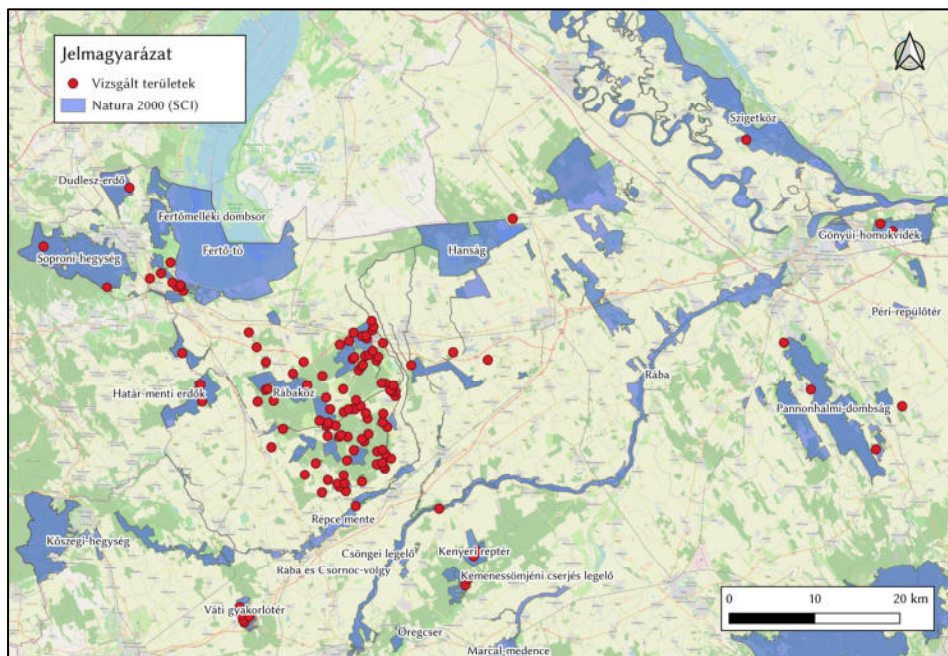 Jelmagyarázat
Vizsgált területek
Natura 2000 (SCI)
Szigetköz
Dudlesz-erdő
Fertőmelléki dombsor
Gönyűi-homokvidék
Soproni-hegység
Fertő-tó
Hanság
Péri-repülőtér
Rába
Határ-menti erdők
Rábaköz
Pannonhalmi-dombság
Répce mente
Kőszegi-hegység
Csöngei legelő
Kenyeri reptér
Rába és Csörnöc-völgy
Kemenessömjéni cserjés legelő
Váti gyakorlótér
0 10 20 km
Öregcser
Marcal-medence